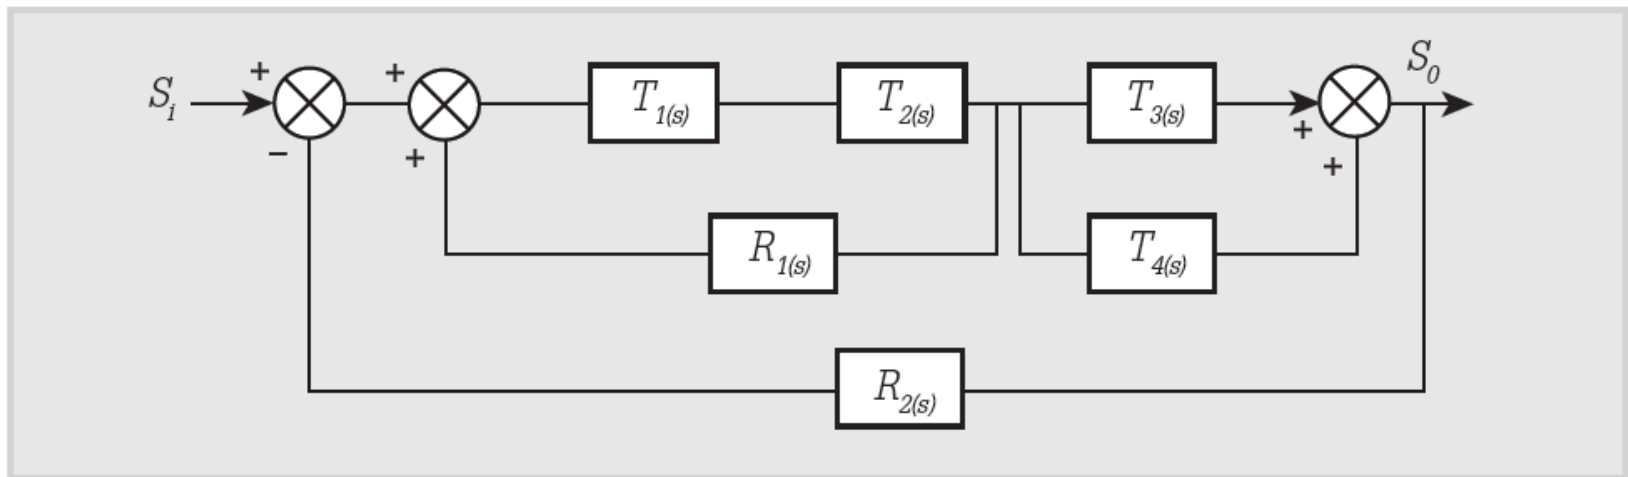 S₀
+ +
Sᵢ T₁₍ₛ₎ T₂₍ₛ₎ T₃₍ₛ₎
+
− + +
R₁₍ₛ₎ T₄₍ₛ₎
R₂₍ₛ₎